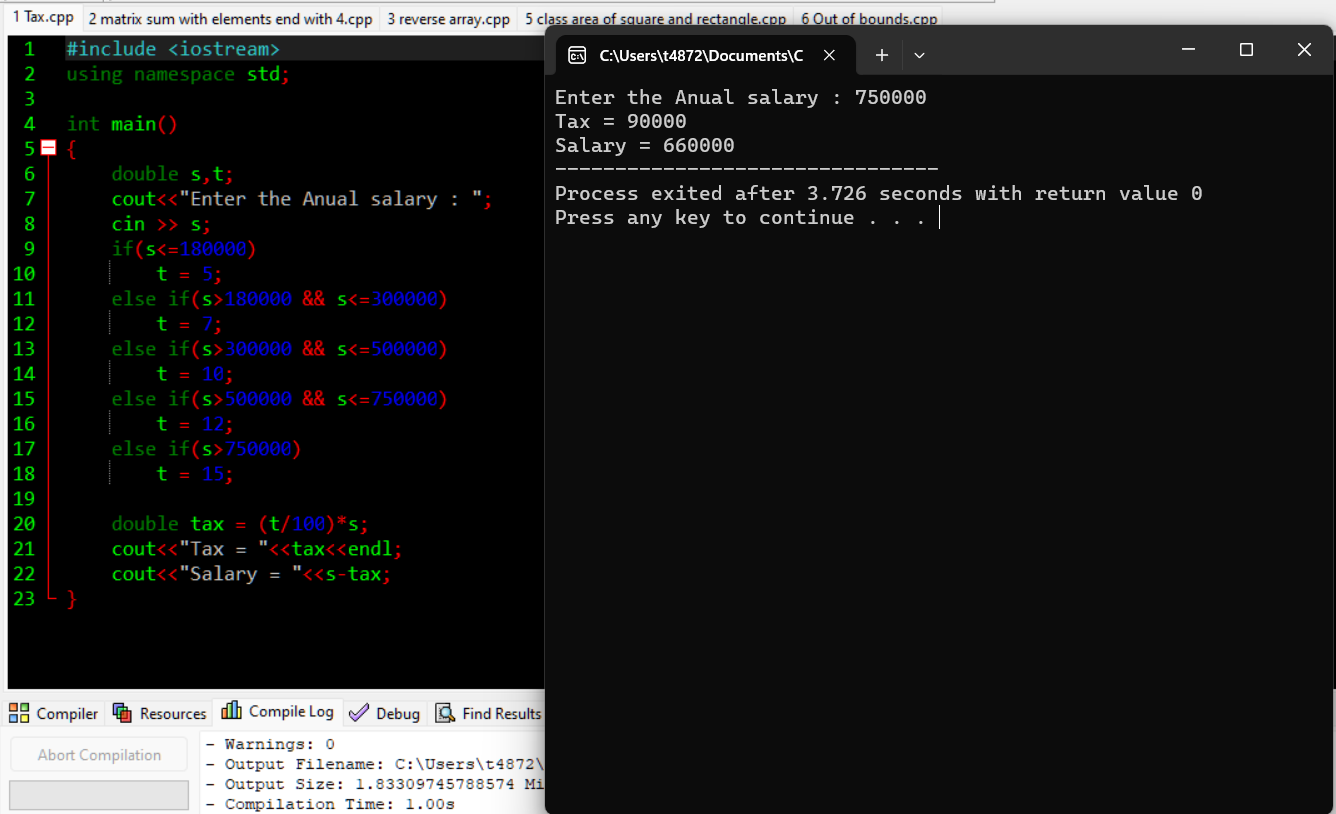 1 Tax.cpp 2 matrix sum with elements end with 4.cpp 3 reverse array.cpp 5 class area of square and rectangle.cpp 6 Out of bounds.cpp
1 #include <iostream>
2 using namespace std;
3
4 int main()
5 {
6 double s,t;
7 cout<<"Enter the Anual salary : ";
8 cin >> s;
9 if(s<=180000)
10 t = 5;
11 else if(s>180000 && s<=300000)
12 t = 7;
13 else if(s>300000 && s<=500000)
14 t = 10;
15 else if(s>500000 && s<=750000)
16 t = 12;
17 else if(s>750000)
18 t = 15;
19
20 double tax = (t/100)*s;
21 cout<<"Tax = "<<tax<<endl;
22 cout<<"Salary = "<<s-tax;
23 }
C:\Users\t4872\Documents\C
Enter the Anual salary : 750000
Tax = 90000
Salary = 660000
--------------------------------
Process exited after 3.726 seconds with return value 0
Press any key to continue . . .
Compiler Resources Compile Log Debug Find Results
Abort Compilation
- Warnings: 0
- Output Filename: C:\Users\t4872\
- Output Size: 1.83309745788574 Mi
- Compilation Time: 1.00s